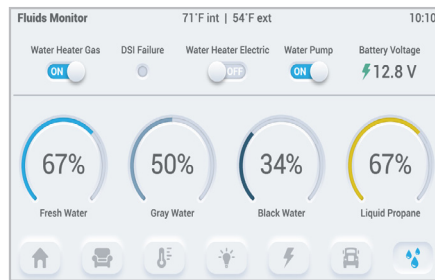 Fluids Monitor 71°F int | 54°F ext 10:10
Water Heater Gas DSI Failure Water Heater Electric Water Pump Battery Voltage
ON OFF ON 12.8 V
67% 50% 34% 67%
Fresh Water Gray Water Black Water Liquid Propane